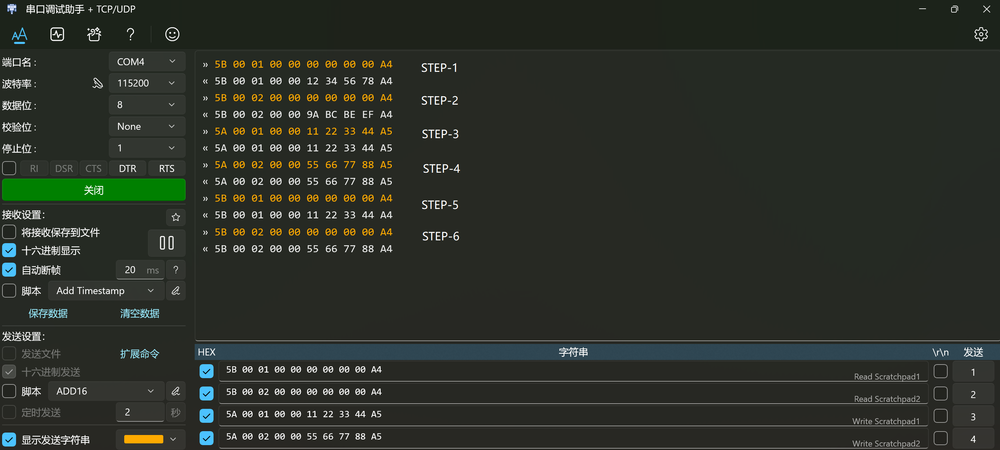 串口调试助手 + TCP/UDP
端口名 :
COM4
波特率 :
115200
数据位 :
8
校验位 :
None
停止位 :
1
RI DSR CTS DTR RTS
关闭
接收设置:
将接收保存到文件
十六进制显示
自动断帧
20 ms
?
脚本
Add Timestamp
保存数据 清空数据
发送设置:
发送文件 扩展命令
十六进制发送
脚本
ADD16
定时发送
2
秒
显示发送字符串
» 5B 00 01 00 00 00 00 00 00 A4 STEP-1
« 5B 00 01 00 00 12 34 56 78 A4
» 5B 00 02 00 00 00 00 00 00 A4 STEP-2
« 5B 00 02 00 00 9A BC BE EF A4
» 5A 00 01 00 00 11 22 33 44 A5 STEP-3
« 5A 00 01 00 00 11 22 33 44 A5
» 5A 00 02 00 00 55 66 77 88 A5 STEP-4
« 5A 00 02 00 00 55 66 77 88 A5
» 5B 00 01 00 00 00 00 00 00 A4 STEP-5
« 5B 00 01 00 00 11 22 33 44 A4
» 5B 00 02 00 00 00 00 00 00 A4 STEP-6
« 5B 00 02 00 00 55 66 77 88 A4
HEX 字符串 \r\n 发送
5B 00 01 00 00 00 00 00 00 A4 Read Scratchpad1 1
5B 00 02 00 00 00 00 00 00 A4 Read Scratchpad2 2
5A 00 01 00 00 11 22 33 44 A5 Write Scratchpad1 3
5A 00 02 00 00 55 66 77 88 A5 Write Scratchpad2 4